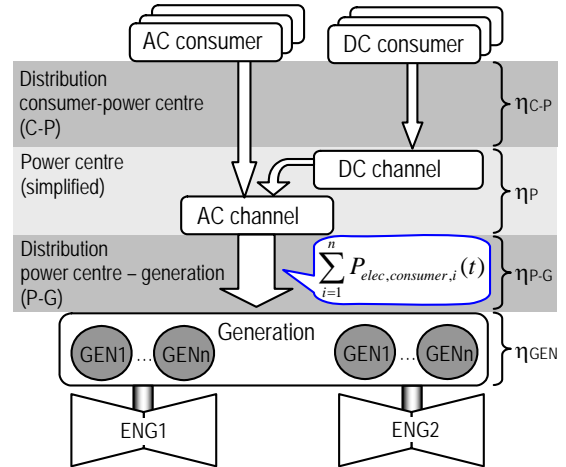 AC consumer
DC consumer
Distribution
consumer-power centre
(C-P)
ηC-P
Power centre
(simplified)
DC channel
AC channel
ηP
Distribution
power centre – generation
(P-G)
n
∑ P elec,consumer,i (t)
i=1
ηP-G
Generation
GEN1 ... GENn
GEN1 ... GENn
ηGEN
ENG1
ENG2